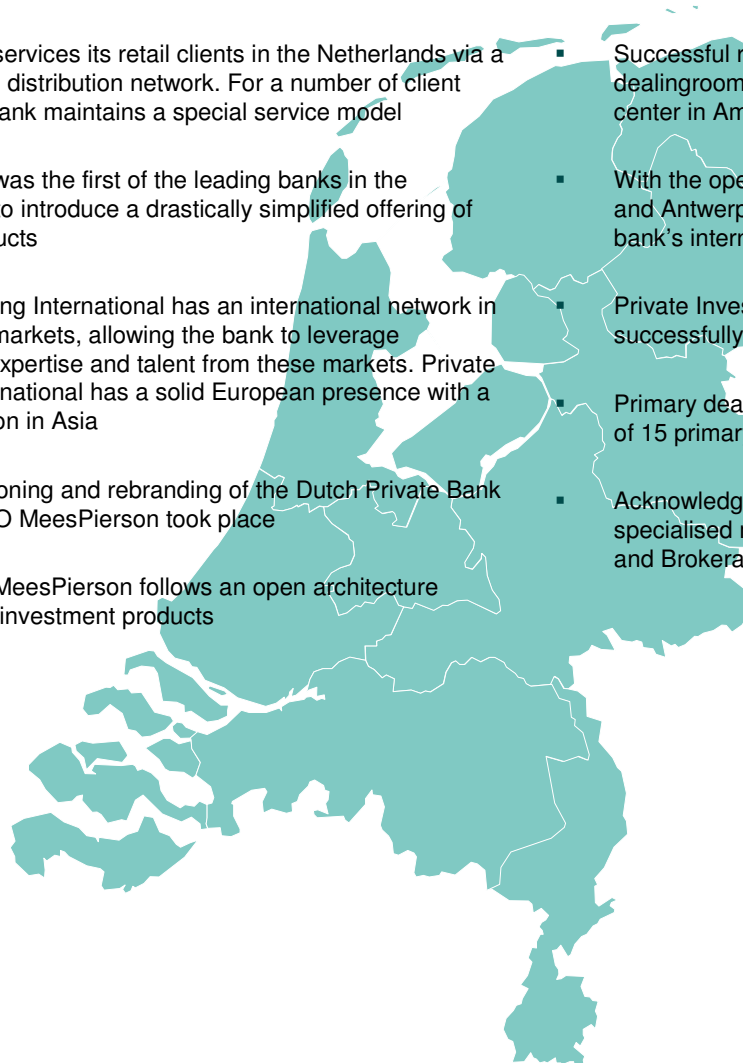 services its retail clients in the Netherlands via a
distribution network. For a number of client
bank maintains a special service model
was the first of the leading banks in the
to introduce a drastically simplified offering of
ucts
ng International has an international network in
markets, allowing the bank to leverage
expertise and talent from these markets. Private
national has a solid European presence with a
on in Asia
oning and rebranding of the Dutch Private Bank
O MeesPierson took place
MeesPierson follows an open architecture
investment products
▪ Successful
dealingroom
center in Am
▪ With the ope
and Antwerp
bank's intern
▪ Private Inves
successfully
▪ Primary dea
of 15 primar
▪ Acknowledg
specialised
and Brokera